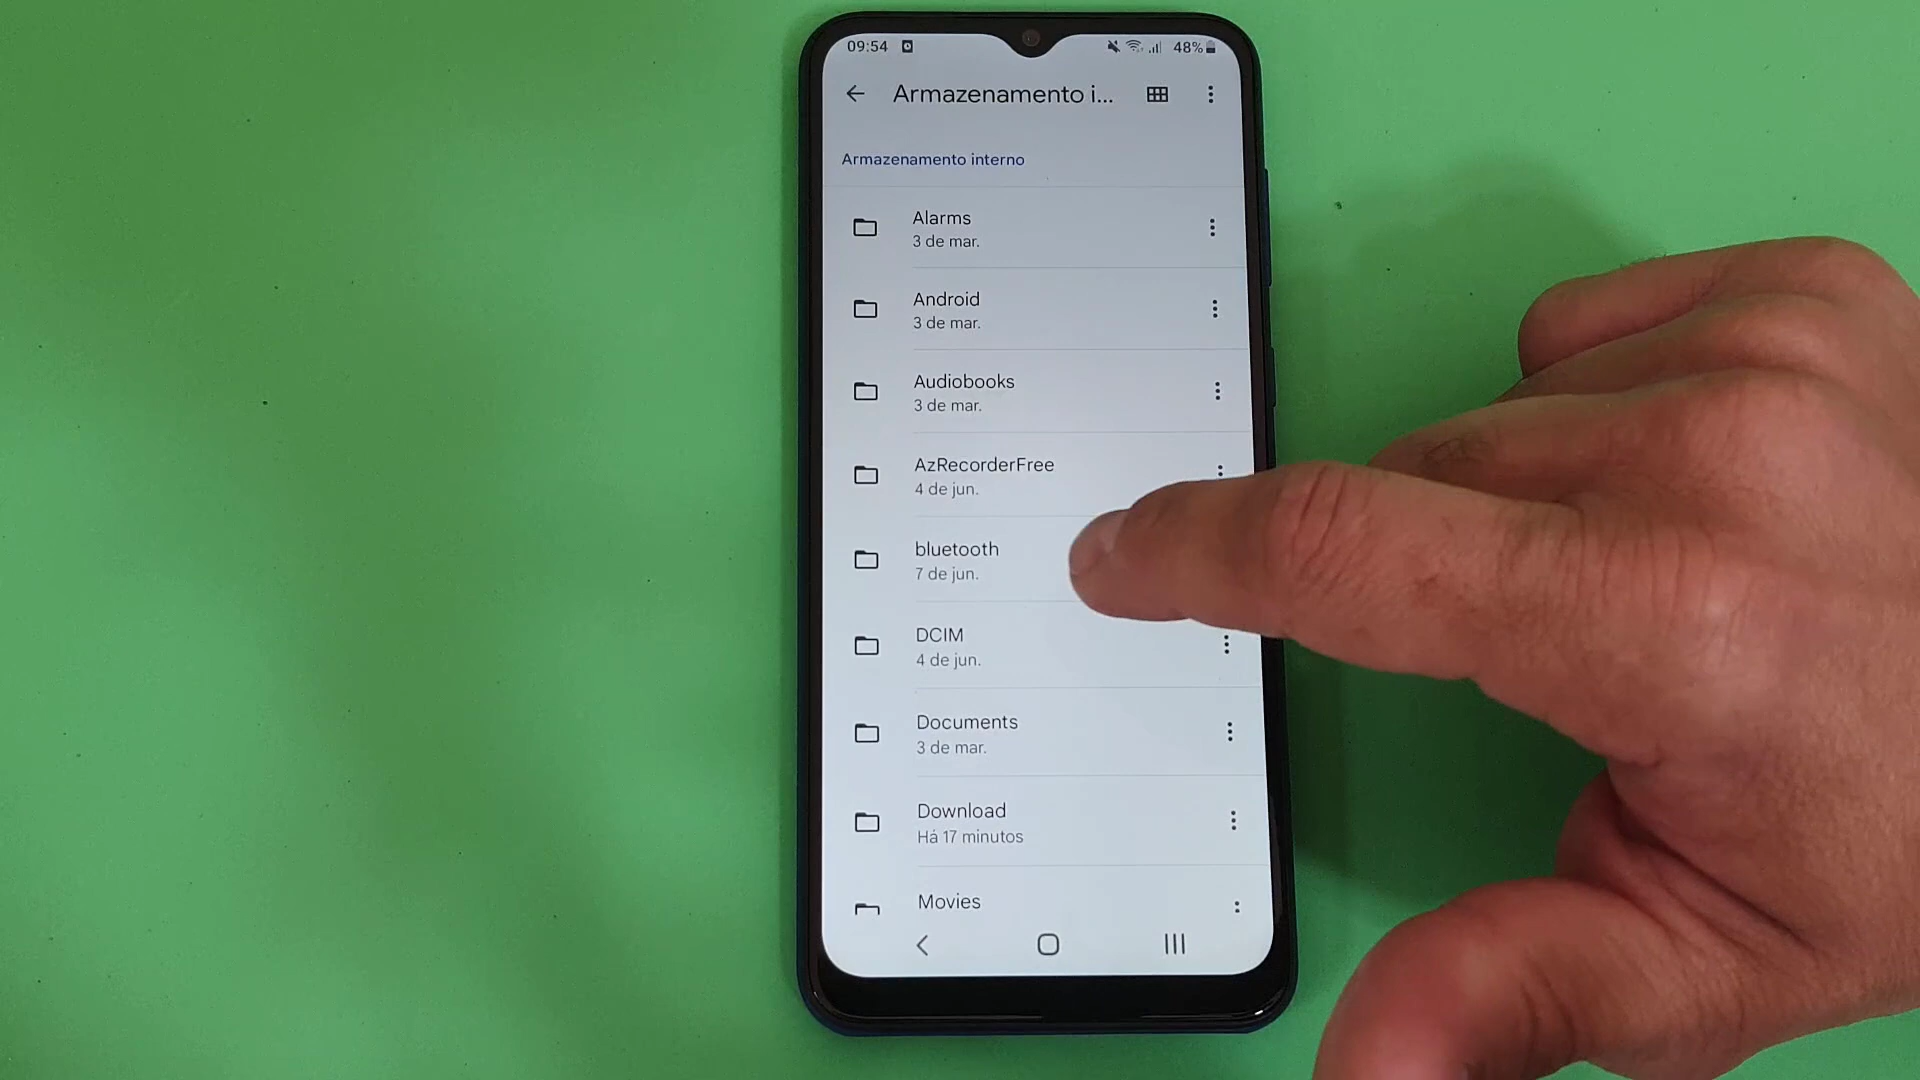 09:54
48%
Armazenamento i...
Armazenamento interno
Alarms
3 de mar.
Android
3 de mar.
Audiobooks
3 de mar.
AzRecorderFree
4 de jun.
bluetooth
7 de jun.
DCIM
4 de jun.
Documents
3 de mar.
Download
Há 17 minutos
Movies